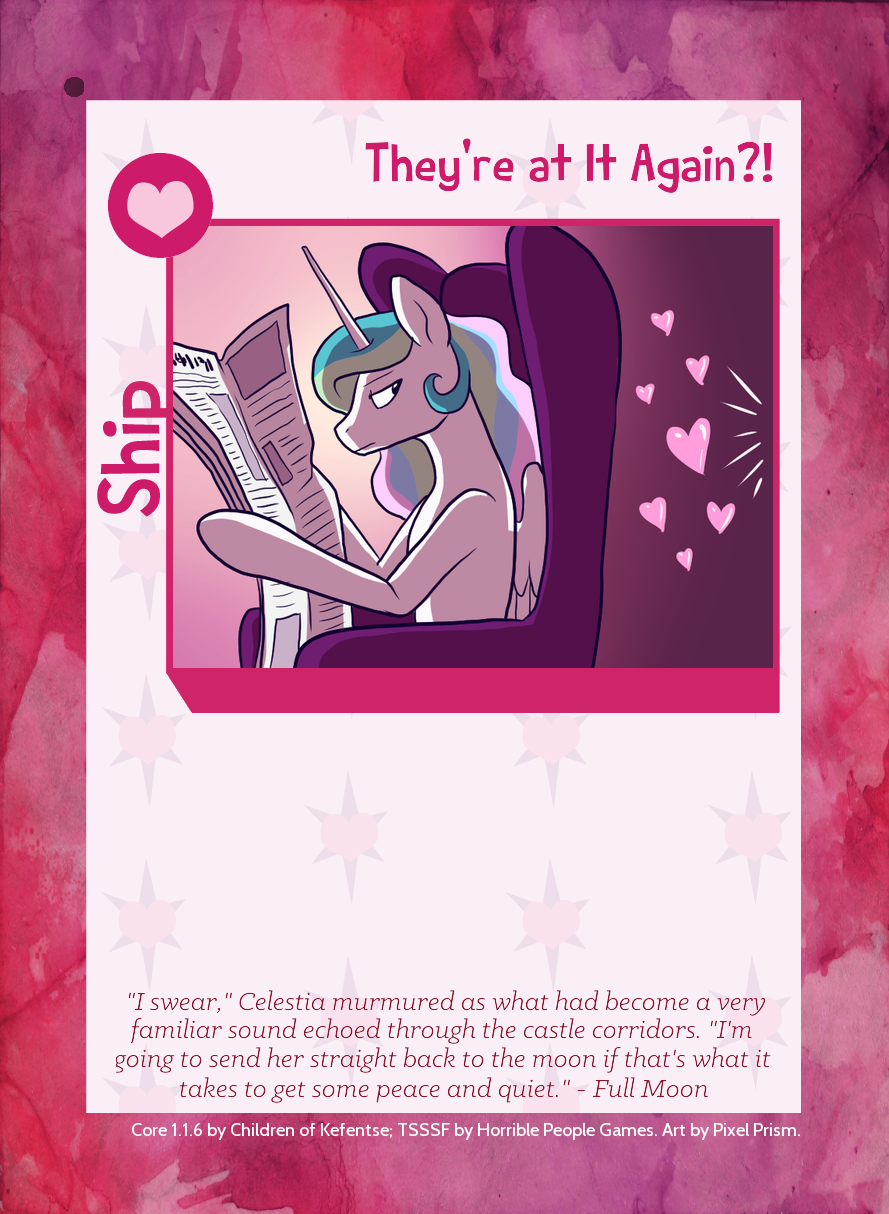 They're at It Again?!
Ship
"I swear," Celestia murmured as what had become a very
familiar sound echoed through the castle corridors. "I'm
going to send her straight back to the moon if that's what it
takes to get some peace and quiet." - Full Moon
Core 1.1.6 by Children of Kefentse; TSSSF by Horrible People Games. Art by Pixel Prism.